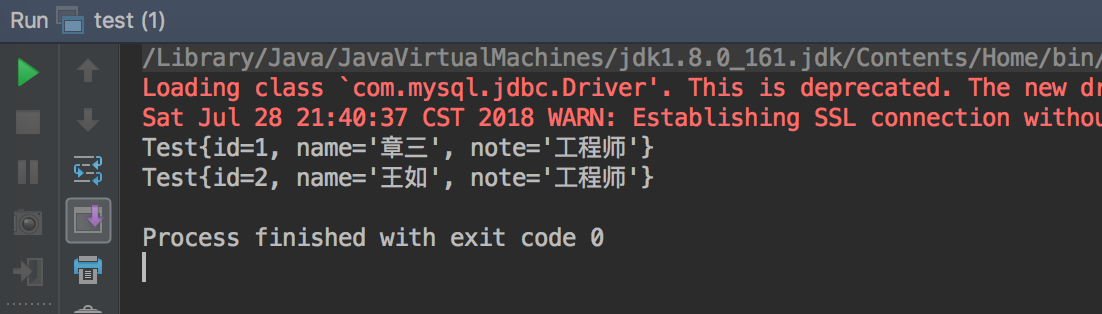 Run test (1)
/Library/Java/JavaVirtualMachines/jdk1.8.0_161.jdk/Contents/Home/bin/
Loading class `com.mysql.jdbc.Driver'. This is deprecated. The new dr
Sat Jul 28 21:40:37 CST 2018 WARN: Establishing SSL connection withou
Test{id=1, name='章三', note='工程师'}
Test{id=2, name='王如', note='工程师'}
Process finished with exit code 0